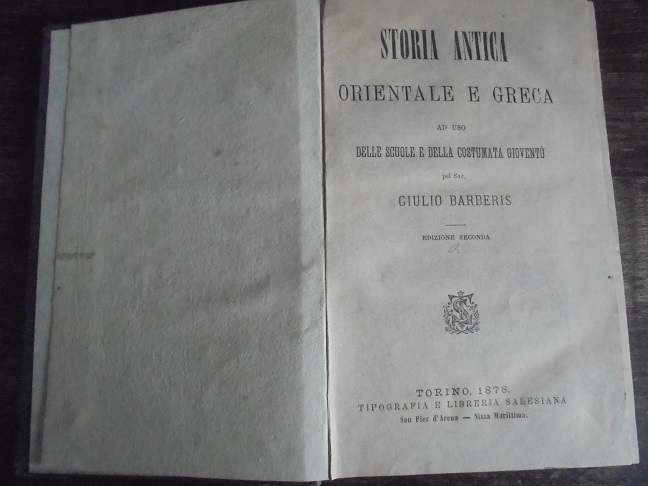 STORIA ANTICA
ORIENTALE E GRECA
AD USO
DELLE SCUOLE E DELLA COSTUMATA GIOVENTÙ
pel Sac.
GIULIO BARBERIS
EDIZIONE SECONDA
TORINO, 1878.
TIPOGRAFIA E LIBRERIA SALESIANA
San Pier d'Arena — Nizza Marittima.